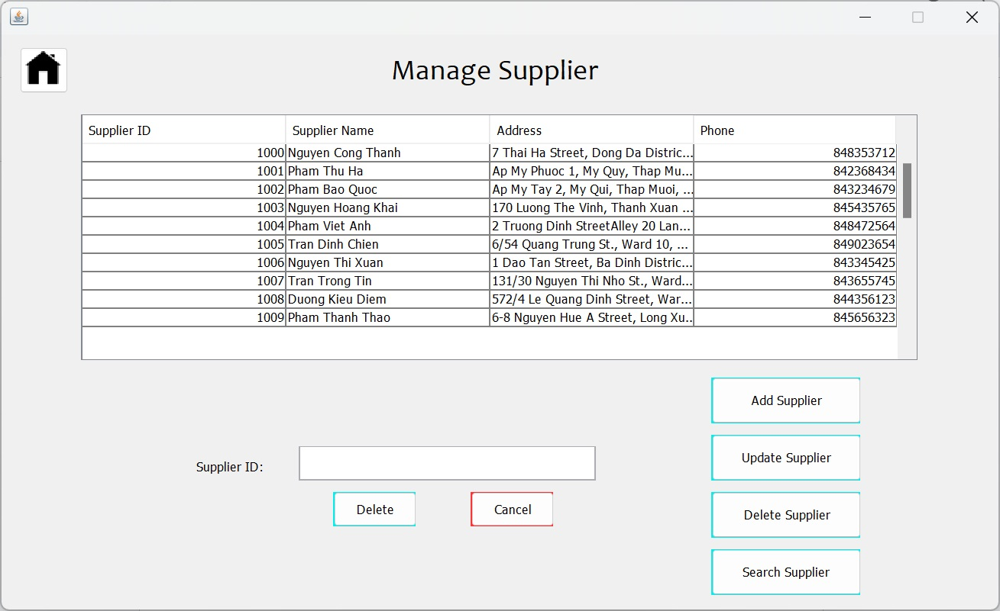 Manage Supplier
Supplier ID Supplier Name Address Phone
1000 Nguyen Cong Thanh 7 Thai Ha Street, Dong Da Distric... 848353712
1001 Pham Thu Ha Ap My Phuoc 1, My Quy, Thap Mu... 842368434
1002 Pham Bao Quoc Ap My Tay 2, My Qui, Thap Muoi, ... 843234679
1003 Nguyen Hoang Khai 170 Luong The Vinh, Thanh Xuan ... 845435765
1004 Pham Viet Anh 2 Truong Dinh StreetAlley 20 Lan... 848472564
1005 Tran Dinh Chien 6/54 Quang Trung St., Ward 10, ... 849023654
1006 Nguyen Thi Xuan 1 Dao Tan Street, Ba Dinh Distric... 843345425
1007 Tran Trong Tin 131/30 Nguyen Thi Nho St., Ward... 843655745
1008 Duong Kieu Diem 572/4 Le Quang Dinh Street, War... 844356123
1009 Pham Thanh Thao 6-8 Nguyen Hue A Street, Long Xu... 845656323
Add Supplier
Update Supplier
Supplier ID:
Delete Cancel
Delete Supplier
Search Supplier